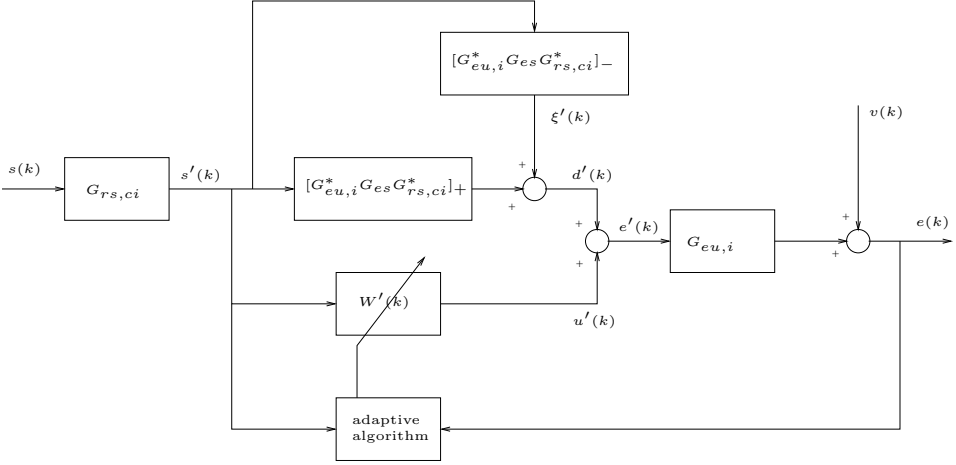 [G*eu,i Ges G*rs,ci]−
ξ′(k)
v(k)
s(k)
Grs,ci
s′(k)
[G*eu,i Ges G*rs,ci]+
+
+
d′(k)
+
+
e′(k)
Geu,i
+
+
e(k)
W′(k)
u′(k)
adaptive
algorithm